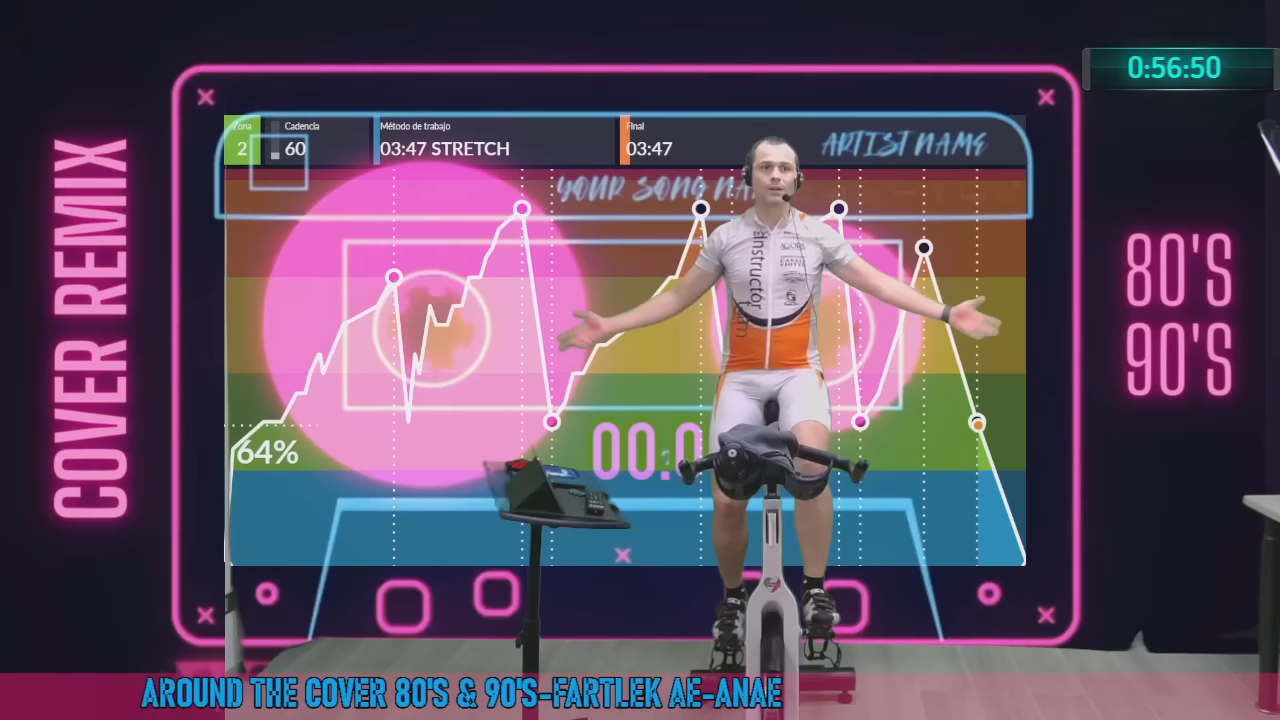 0:56:50
Zona
2
Cadencia
60
Método de trabajo
03:47 STRETCH
Final
03:47
ARTIST NAME
YOUR SONG NA
COVER REMIX
80'S
90'S
Instructor
team
64%
00.0
AROUND THE COVER 80'S & 90'S-FARTLEK AE-ANAE